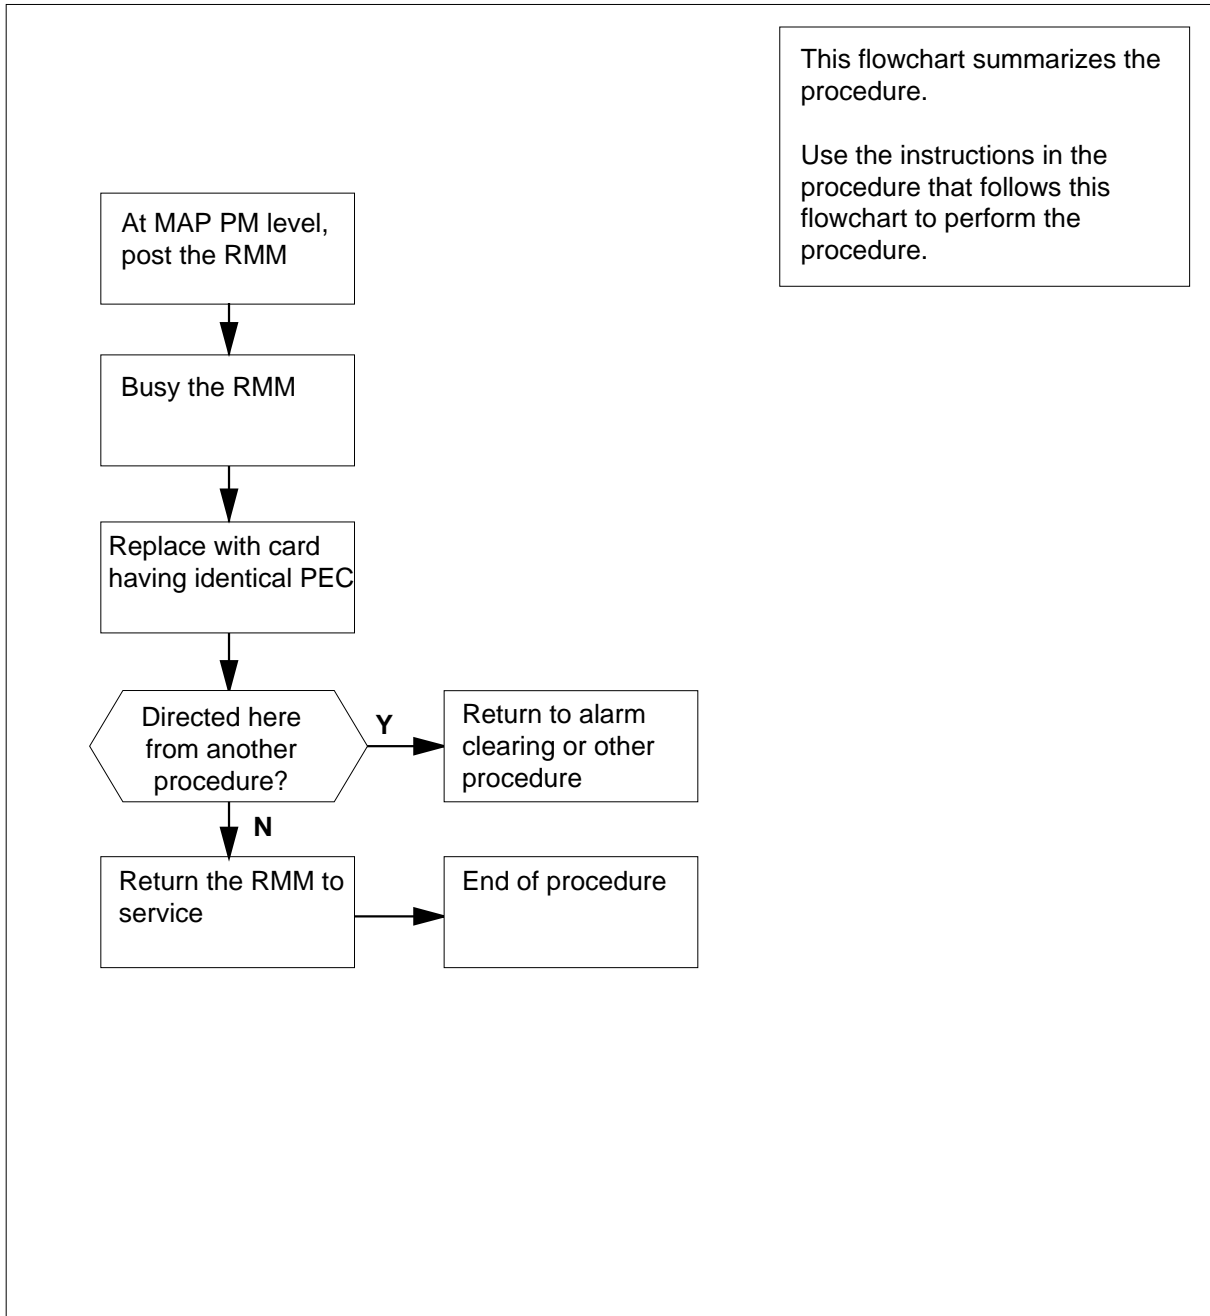 This flowchart summarizes the
procedure.
Use the instructions in the
procedure that follows this
flowchart to perform the
procedure.
At MAP PM level,
post the RMM
Busy the RMM
Replace with card
having identical PEC
Directed here
from another
procedure?
Y
Return to alarm
clearing or other
procedure
N
Return the RMM to
service
End of procedure